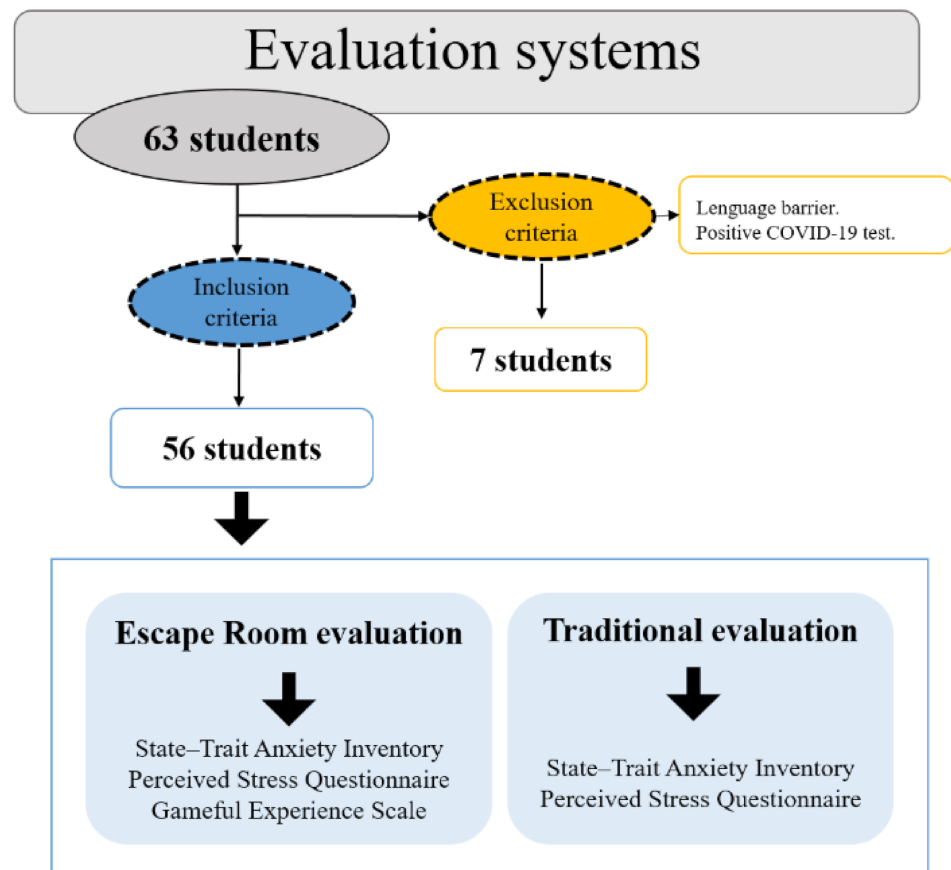 Evaluation systems
63 students
Exclusion
criteria
Lenguage barrier.
Positive COVID-19 test.
Inclusion
criteria
7 students
56 students
Escape Room evaluation
State–Trait Anxiety Inventory
Perceived Stress Questionnaire
Gameful Experience Scale
Traditional evaluation
State–Trait Anxiety Inventory
Perceived Stress Questionnaire